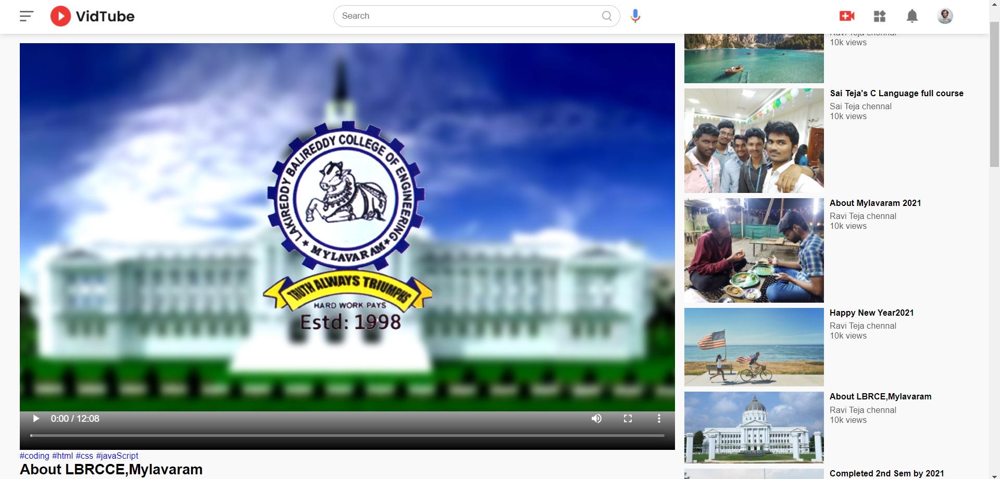 VidTube
Search
Ravi Teja chennal
10k views
LAKIREDDY BALIREDDY COLLEGE OF ENGINEERING
★ MYLAVARAM ★
TRUTH ALWAYS TRIUMPHS
HARD WORK PAYS
Estd: 1998
Sai Teja's C Language full course
Sai Teja chennal
10k views
About Mylavaram 2021
Ravi Teja chennal
10k views
Happy New Year2021
Ravi Teja chennal
10k views
About LBRCE,Mylavaram
Ravi Teja chennal
10k views
0:00 / 12:08
#coding #html #css #javaScript
About LBRCCE,Mylavaram
Completed 2nd Sem by 2021